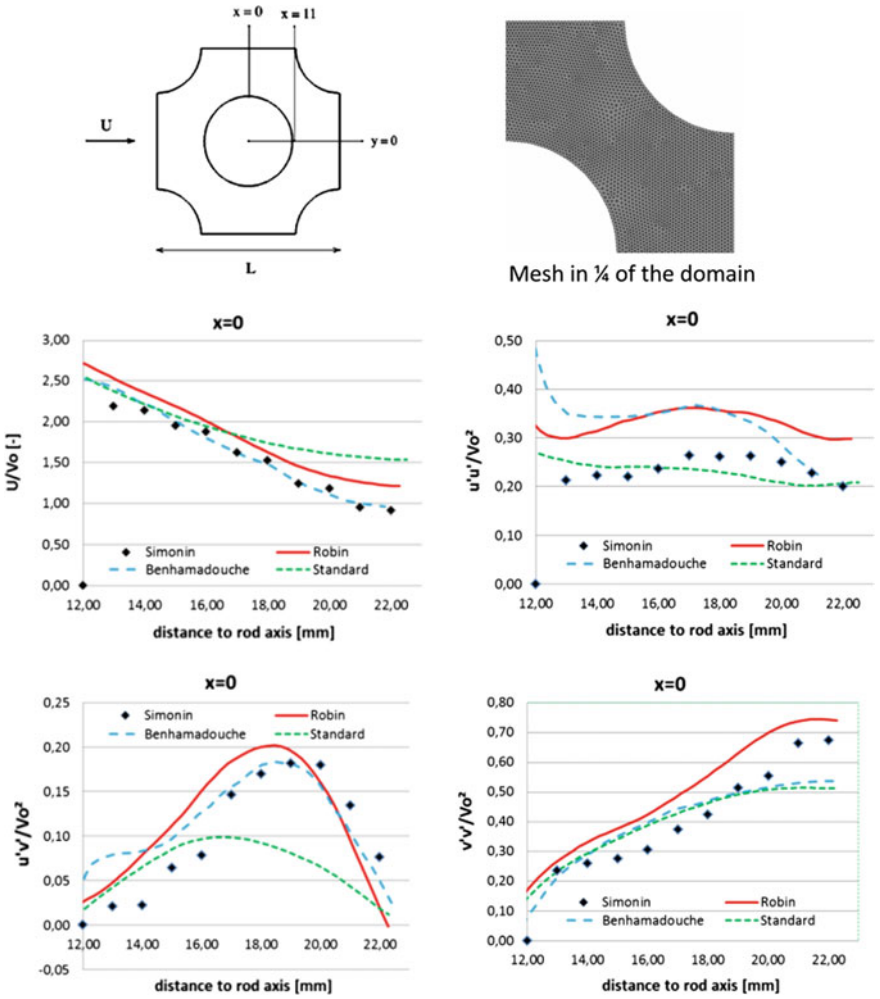 x = 0 x = 11
U
y = 0
L
Mesh in ¼ of the domain
x=0
U/Vo [-]
3,00
2,50
2,00
1,50
1,00
0,50
0,00
Simonin Robin
Benhamadouche Standard
12,00 14,00 16,00 18,00 20,00 22,00
distance to rod axis [mm]
x=0
u'u'/Vo²
0,50
0,40
0,30
0,20
0,10
0,00
Simonin Robin
Benhamadouche Standard
12,00 14,00 16,00 18,00 20,00 22,00
distance to rod axis [mm]
x=0
u'v'/Vo²
0,25
0,20
0,15
0,10
0,05
0,00
-0,05
Simonin Robin
Benhamadouche Standard
12,00 14,00 16,00 18,00 20,00 22,00
distance to rod axis [mm]
x=0
v'v'/Vo²
0,80
0,70
0,60
0,50
0,40
0,30
0,20
0,10
0,00
Simonin Robin
Benhamadouche Standard
12,00 14,00 16,00 18,00 20,00 22,00
distance to rod axis [mm]